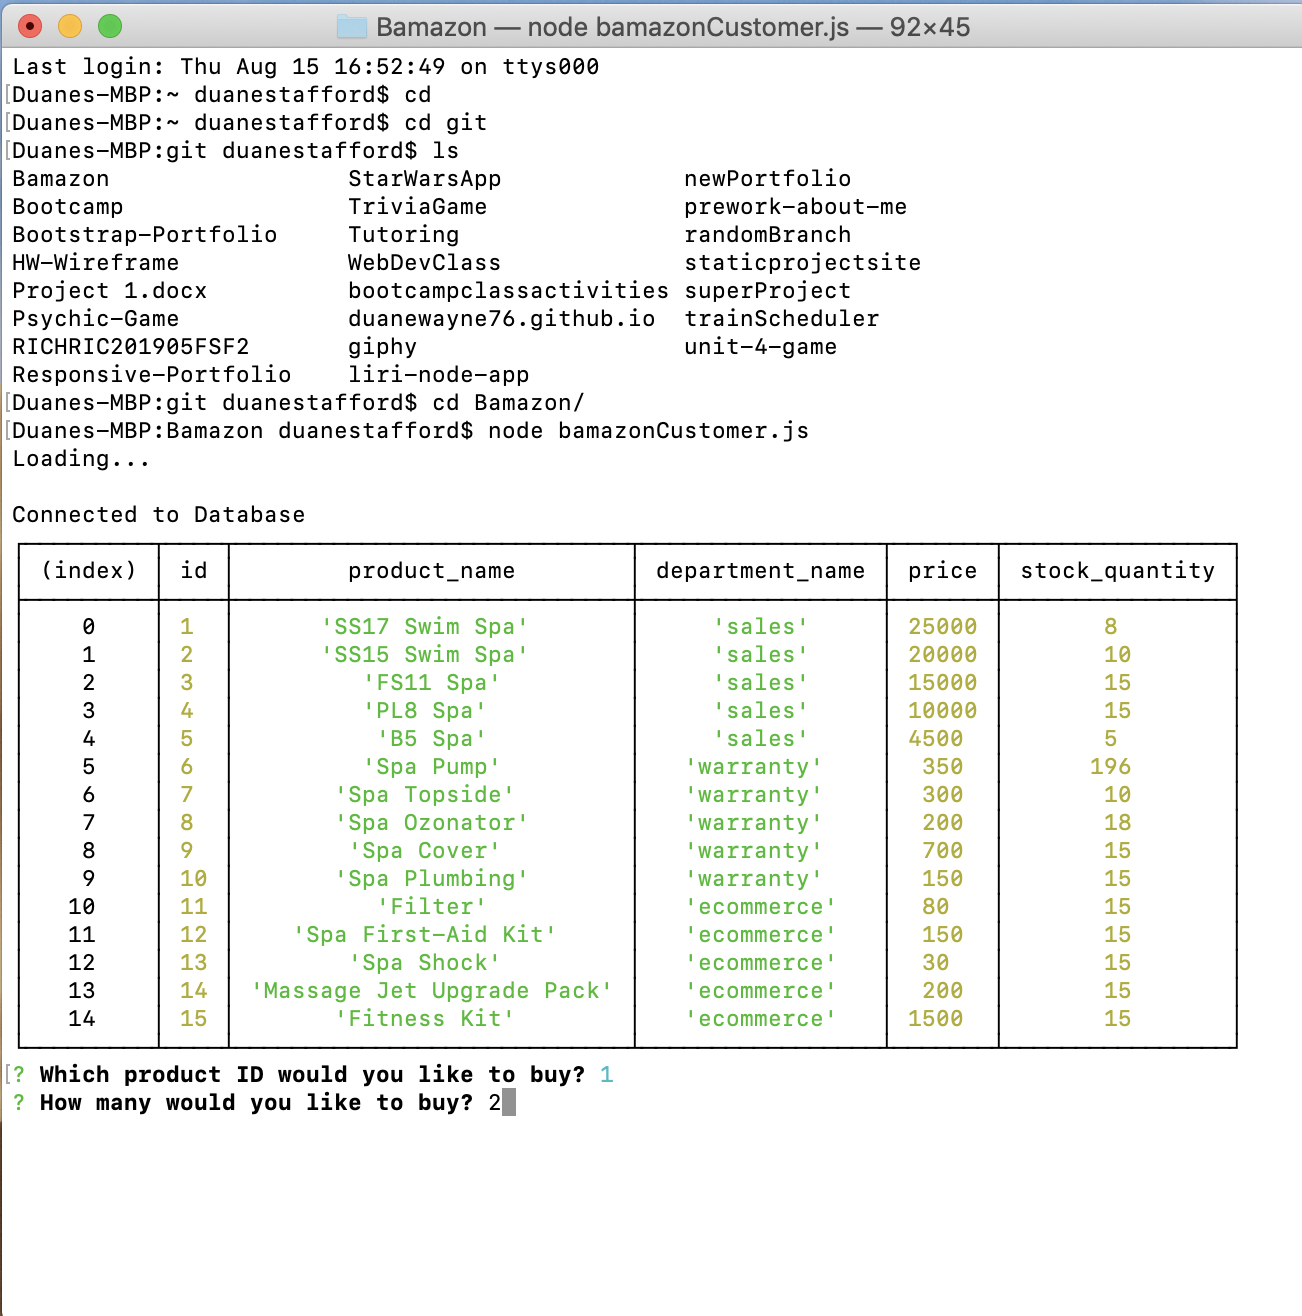 Bamazon — node bamazonCustomer.js — 92×45
Last login: Thu Aug 15 16:52:49 on ttys000
[Duanes-MBP:~ duanestafford$ cd
[Duanes-MBP:~ duanestafford$ cd git
[Duanes-MBP:git duanestafford$ ls
Bamazon StarWarsApp newPortfolio
Bootcamp TriviaGame prework-about-me
Bootstrap-Portfolio Tutoring randomBranch
HW-Wireframe WebDevClass staticprojectsite
Project 1.docx bootcampclassactivities superProject
Psychic-Game duanewayne76.github.io trainScheduler
RICHRIC201905FSF2 giphy unit-4-game
Responsive-Portfolio liri-node-app
[Duanes-MBP:git duanestafford$ cd Bamazon/
[Duanes-MBP:Bamazon duanestafford$ node bamazonCustomer.js
Loading...
Connected to Database
(index) id product_name department_name price stock_quantity
0 1 'SS17 Swim Spa' 'sales' 25000 8
1 2 'SS15 Swim Spa' 'sales' 20000 10
2 3 'FS11 Spa' 'sales' 15000 15
3 4 'PL8 Spa' 'sales' 10000 15
4 5 'B5 Spa' 'sales' 4500 5
5 6 'Spa Pump' 'warranty' 350 196
6 7 'Spa Topside' 'warranty' 300 10
7 8 'Spa Ozonator' 'warranty' 200 18
8 9 'Spa Cover' 'warranty' 700 15
9 10 'Spa Plumbing' 'warranty' 150 15
10 11 'Filter' 'ecommerce' 80 15
11 12 'Spa First-Aid Kit' 'ecommerce' 150 15
12 13 'Spa Shock' 'ecommerce' 30 15
13 14 'Massage Jet Upgrade Pack' 'ecommerce' 200 15
14 15 'Fitness Kit' 'ecommerce' 1500 15
[? Which product ID would you like to buy? 1
? How many would you like to buy? 2